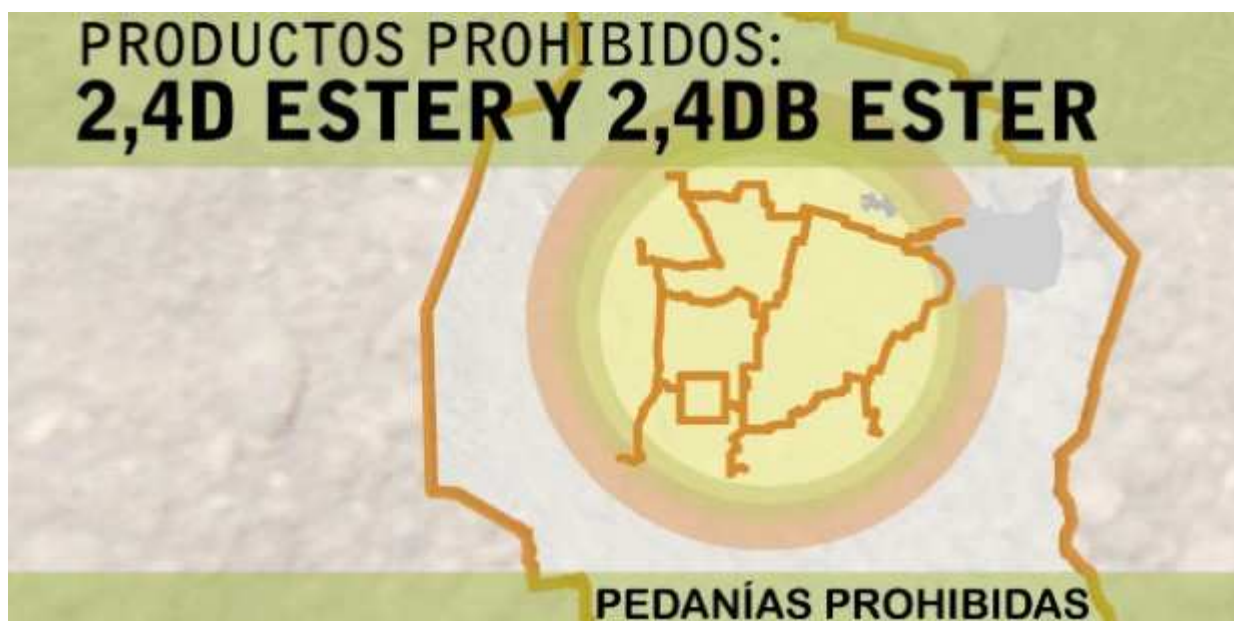 PRODUCTOS PROHIBIDOS:
2,4D ESTER Y 2,4DB ESTER
PEDANÍAS PROHIBIDAS